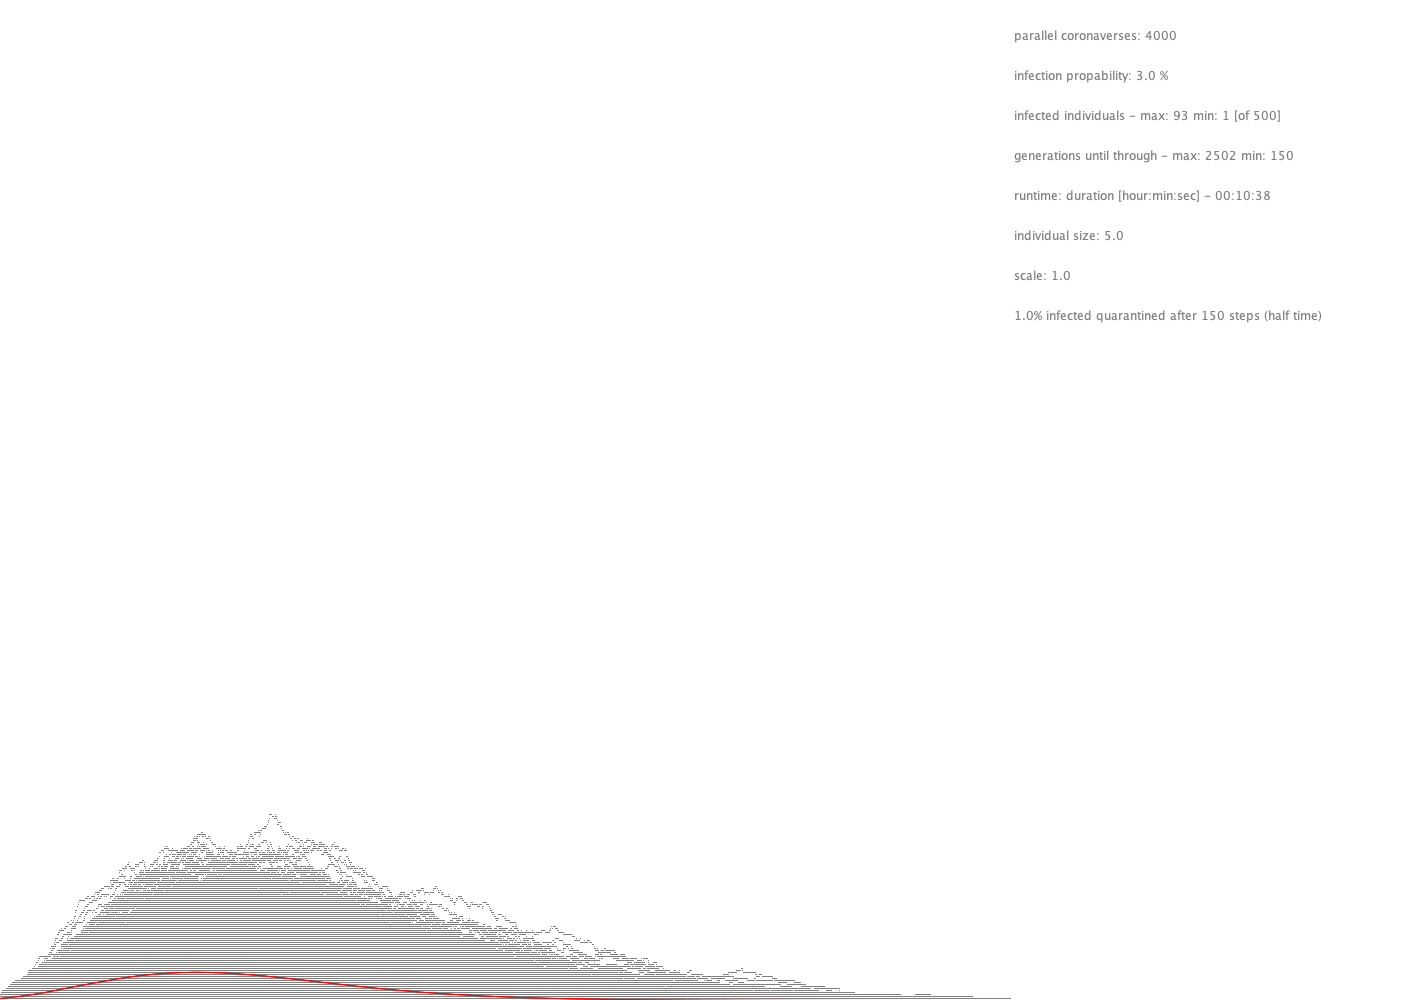 parallel coronaverses: 4000
infection propability: 3.0 %
infected individuals – max: 93 min: 1 [of 500]
generations until through – max: 2502 min: 150
runtime: duration [hour:min:sec] – 00:10:38
individual size: 5.0
scale: 1.0
1.0% infected quarantined after 150 steps (half time)